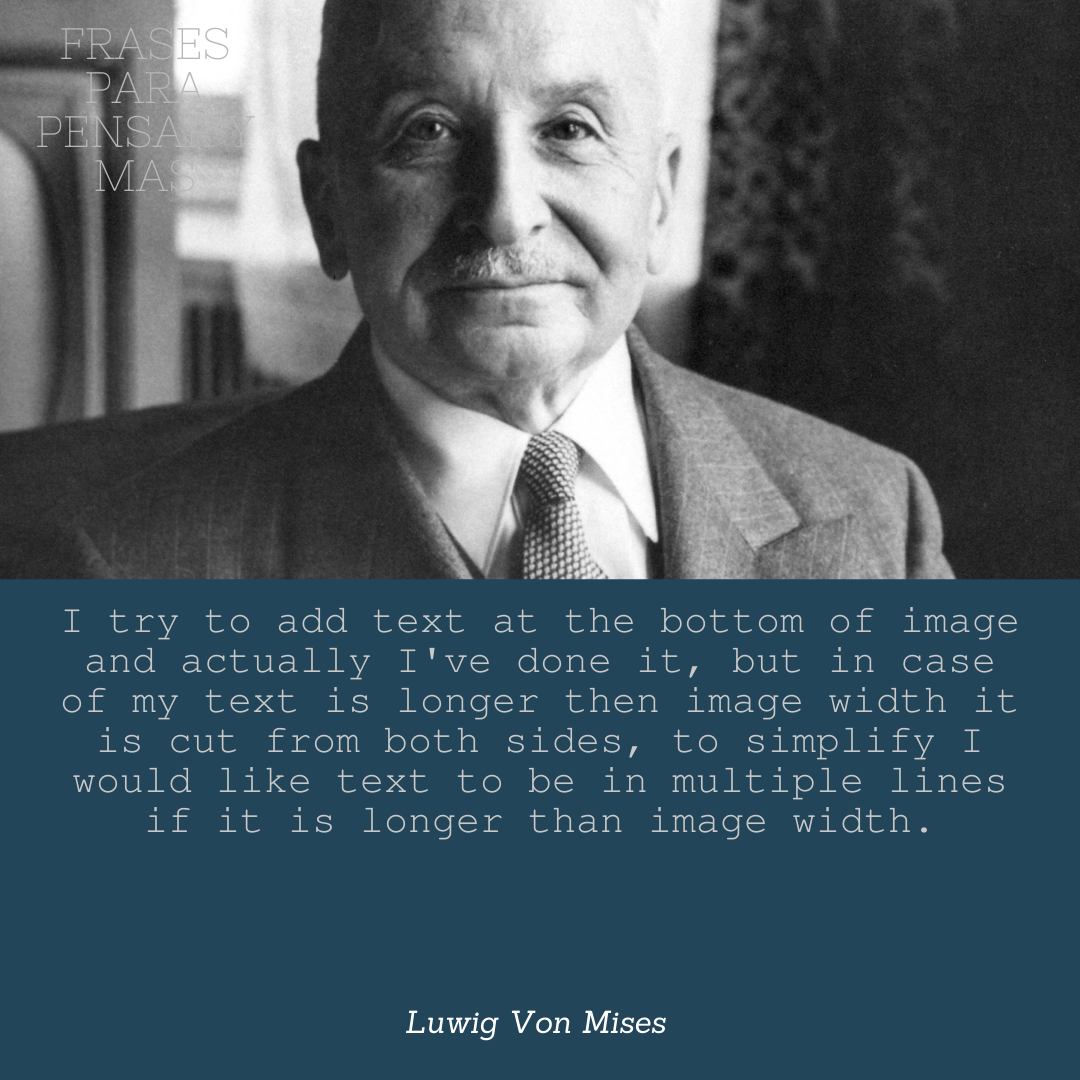 FRASES
PARA
PENSAR Y
MAS
I try to add text at the bottom of image
and actually I've done it, but in case
of my text is longer then image width it
is cut from both sides, to simplify I
would like text to be in multiple lines
if it is longer than image width.
Luwig Von Mises